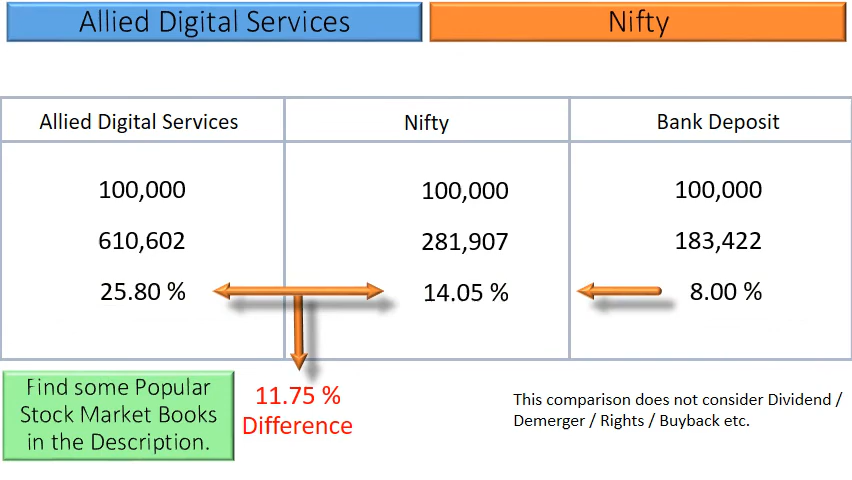 Allied Digital Services
Nifty
Allied Digital Services
Nifty
Bank Deposit
100,000
100,000
100,000
610,602
281,907
183,422
25.80 %
14.05 %
8.00 %
Find some Popular
Stock Market Books
in the Description.
11.75 %
Difference
This comparison does not consider Dividend /
Demerger / Rights / Buyback etc.